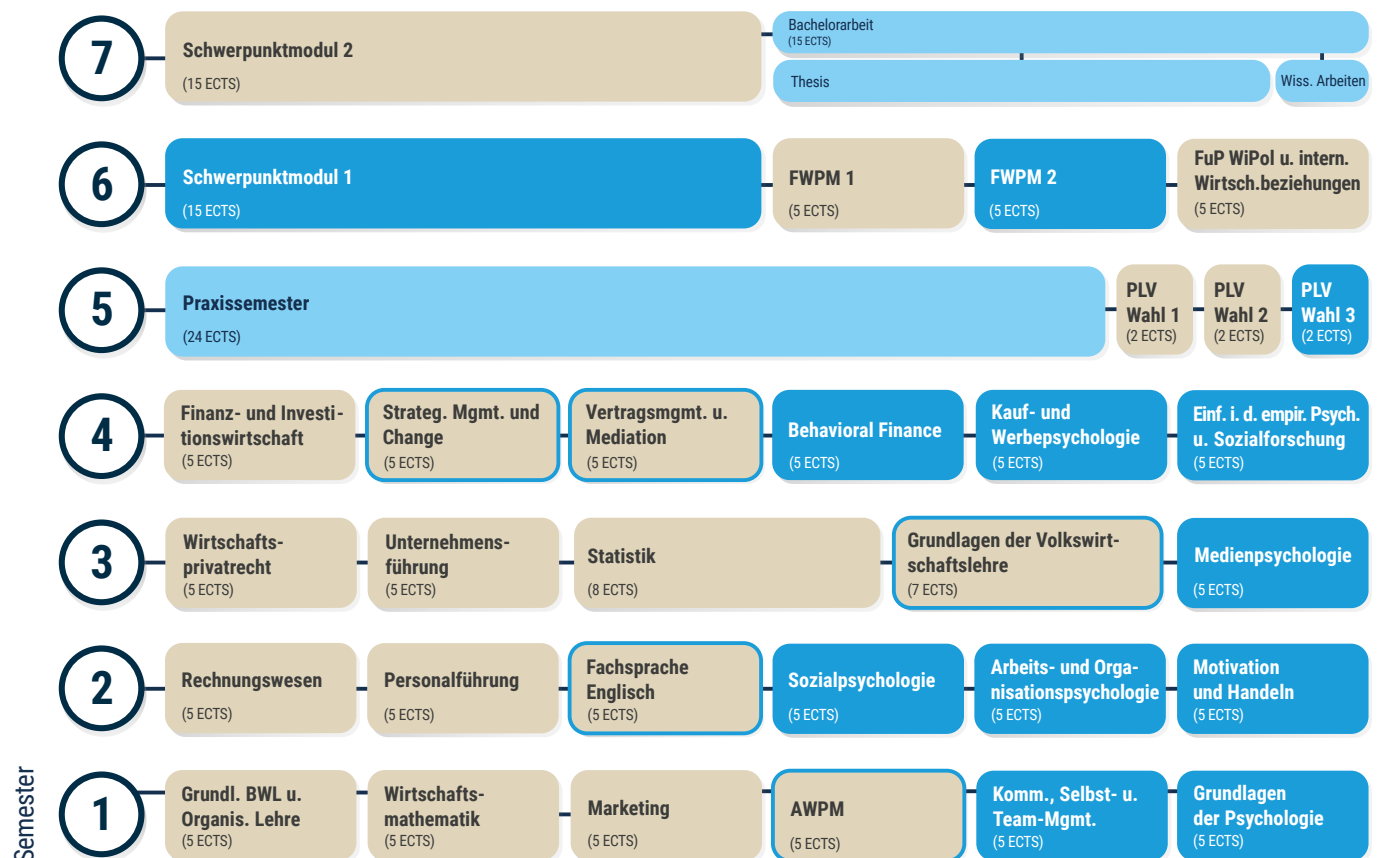 7
Schwerpunktmodul 2
(15 ECTS)
Bachelorarbeit
(15 ECTS)
Thesis
Wiss. Arbeiten
6
Schwerpunktmodul 1
(15 ECTS)
FWPM 1
(5 ECTS)
FWPM 2
(5 ECTS)
FuP WiPol u. intern.
Wirtsch.beziehungen
(5 ECTS)
5
Praxissemester
(24 ECTS)
PLV
Wahl 1
(2 ECTS)
PLV
Wahl 2
(2 ECTS)
PLV
Wahl 3
(2 ECTS)
4
Finanz- und Investi-
tionswirtschaft
(5 ECTS)
Strateg. Mgmt. und
Change
(5 ECTS)
Vertragsmgmt. u.
Mediation
(5 ECTS)
Behavioral Finance
(5 ECTS)
Kauf- und
Werbepsychologie
(5 ECTS)
Einf. i. d. empir. Psych.
u. Sozialforschung
(5 ECTS)
3
Wirtschafts-
privatrecht
(5 ECTS)
Unternehmens-
führung
(5 ECTS)
Statistik
(8 ECTS)
Grundlagen der Volkswirt-
schaftslehre
(7 ECTS)
Medienpsychologie
(5 ECTS)
2
Rechnungswesen
(5 ECTS)
Personalführung
(5 ECTS)
Fachsprache
Englisch
(5 ECTS)
Sozialpsychologie
(5 ECTS)
Arbeits- und Orga-
nisationspsychologie
(5 ECTS)
Motivation
und Handeln
(5 ECTS)
Semester
1
Grundl. BWL u.
Organis. Lehre
(5 ECTS)
Wirtschafts-
mathematik
(5 ECTS)
Marketing
(5 ECTS)
AWPM
(5 ECTS)
Komm., Selbst- u.
Team-Mgmt.
(5 ECTS)
Grundlagen
der Psychologie
(5 ECTS)